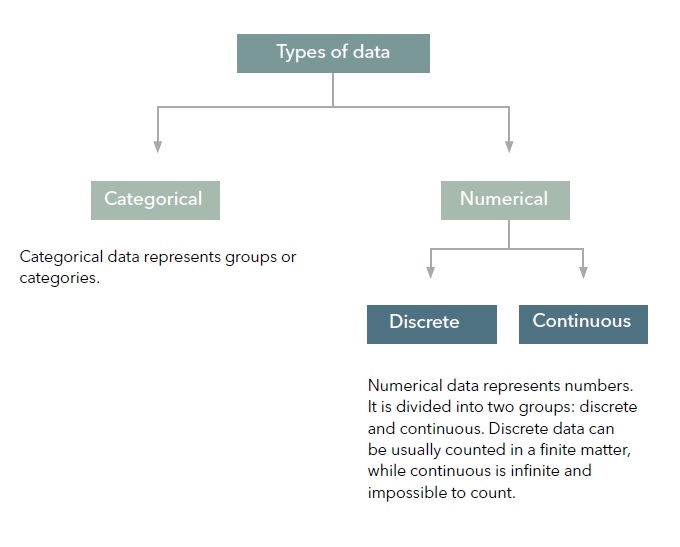 Types of data
Categorical
Numerical
Categorical data represents groups or
categories.
Discrete
Continuous
Numerical data represents numbers.
It is divided into two groups: discrete
and continuous. Discrete data can
be usually counted in a finite matter,
while continuous is infinite and
impossible to count.